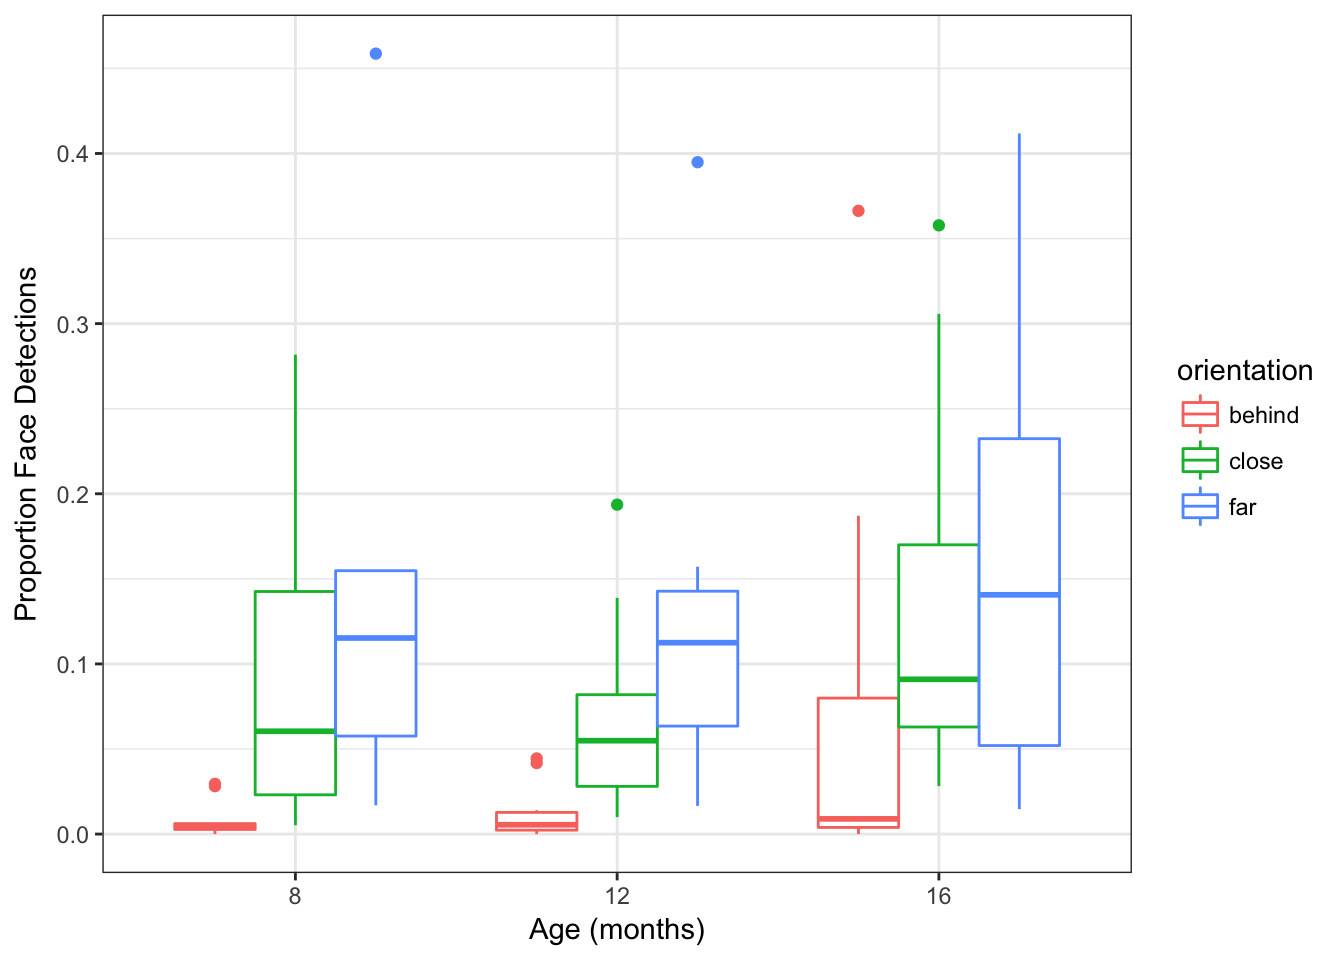 Proportion Face Detections
0.4
0.3
0.2
0.1
0.0
8 12 16
Age (months)
orientation
behind
close
far